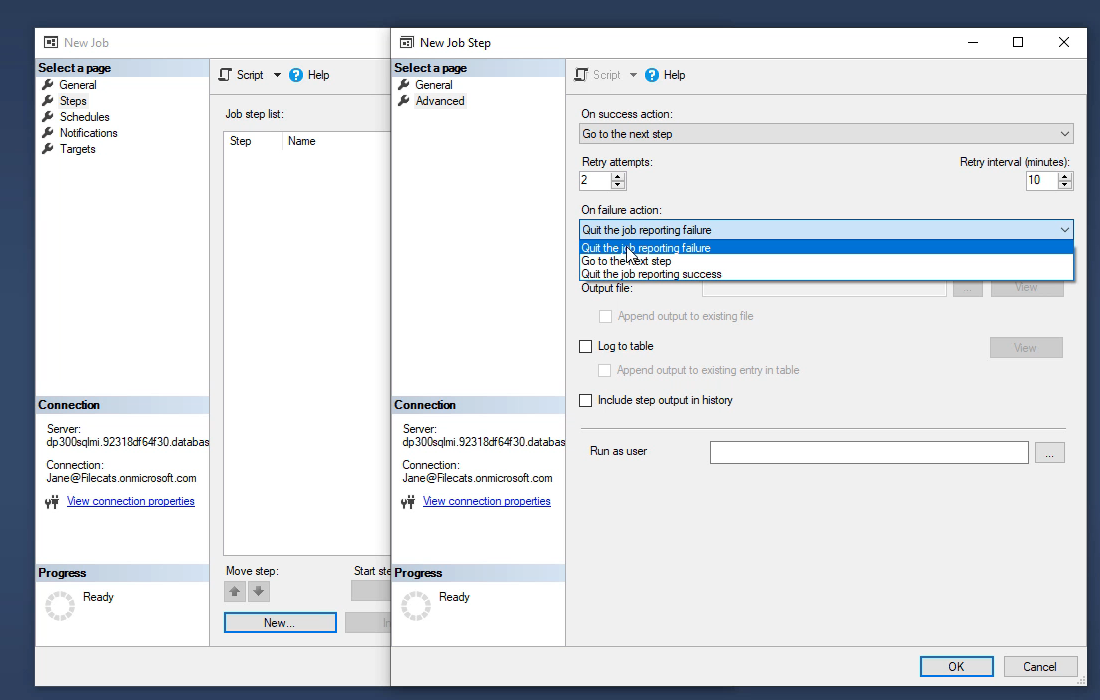 New Job
Select a page
General
Steps
Schedules
Notifications
Targets
Script
Help
Job step list:
Step Name
Connection
Server:
dp300sqlmi.92318df64f30.databas
Connection:
Jane@Filecats.onmicrosoft.com
View connection properties
Progress
Ready
Move step:
Start ste
New...
In
New Job Step
Select a page
General
Advanced
Connection
Server:
dp300sqlmi.92318df64f30.databas
Connection:
Jane@Filecats.onmicrosoft.com
View connection properties
Progress
Ready
Script
Help
On success action:
Go to the next step
Retry attempts: Retry interval (minutes):
2 10
On failure action:
Quit the job reporting failure
Quit the job reporting failure
Go to the next step
Quit the job reporting success
Output file: ... View
Append output to existing file
Log to table View
Append output to existing entry in table
Include step output in history
Run as user ...
OK Cancel